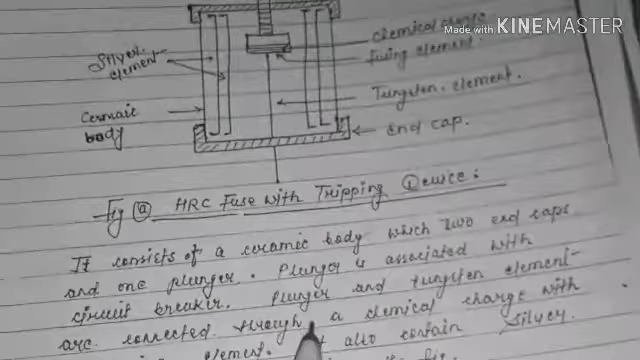 Made with KINEMASTER
chemical charge
fusing element.
Silver
element
Tungsten element.
Ceramic
body
End cap.
Fig (a) HRC Fuse with Tripping Device:
It consists of a ceramic body which two end caps
and one plunger. Plunger is associated with
circuit breaker. Plunger and tungsten element
are connected through a chemical charge with
element. also contain Silver